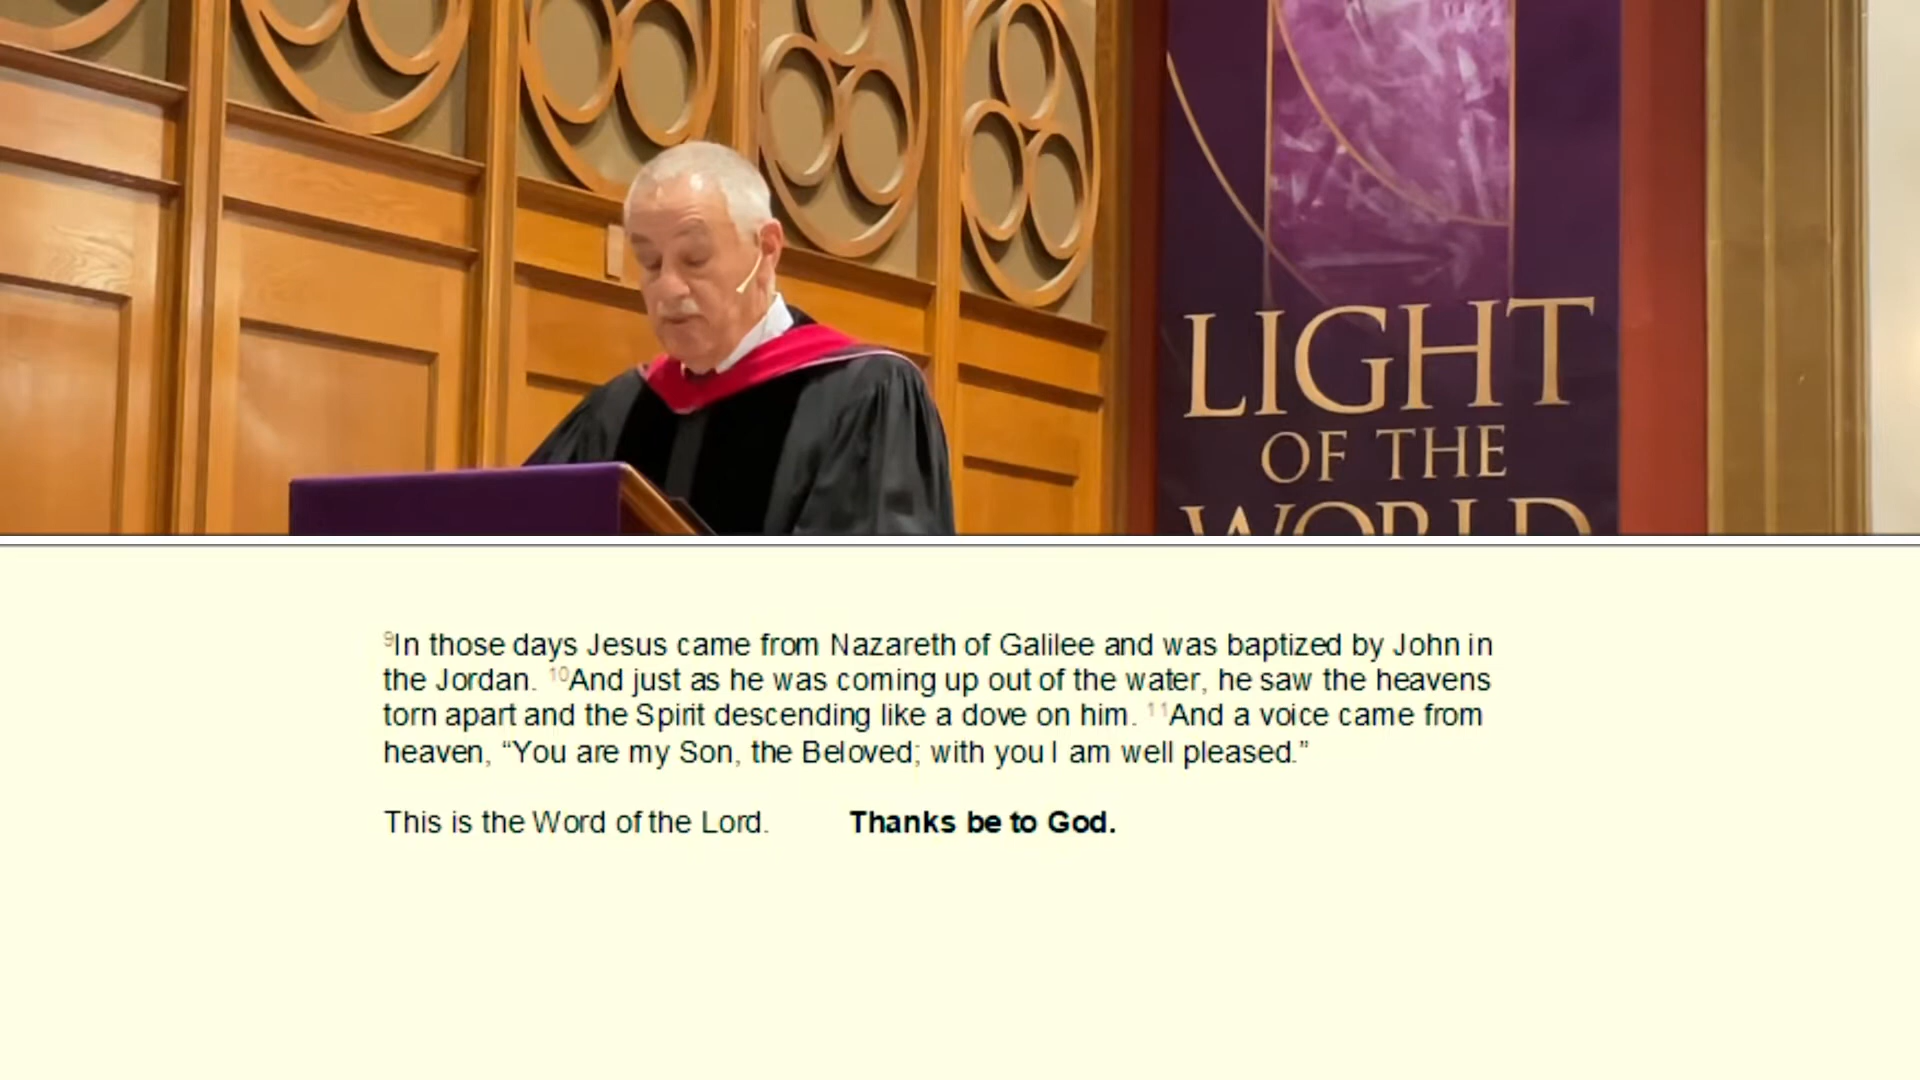 LIGHT
OF THE
WORLD
⁹In those days Jesus came from Nazareth of Galilee and was baptized by John in
the Jordan. ¹⁰And just as he was coming up out of the water, he saw the heavens
torn apart and the Spirit descending like a dove on him. ¹¹And a voice came from
heaven, “You are my Son, the Beloved; with you I am well pleased.”
This is the Word of the Lord. Thanks be to God.